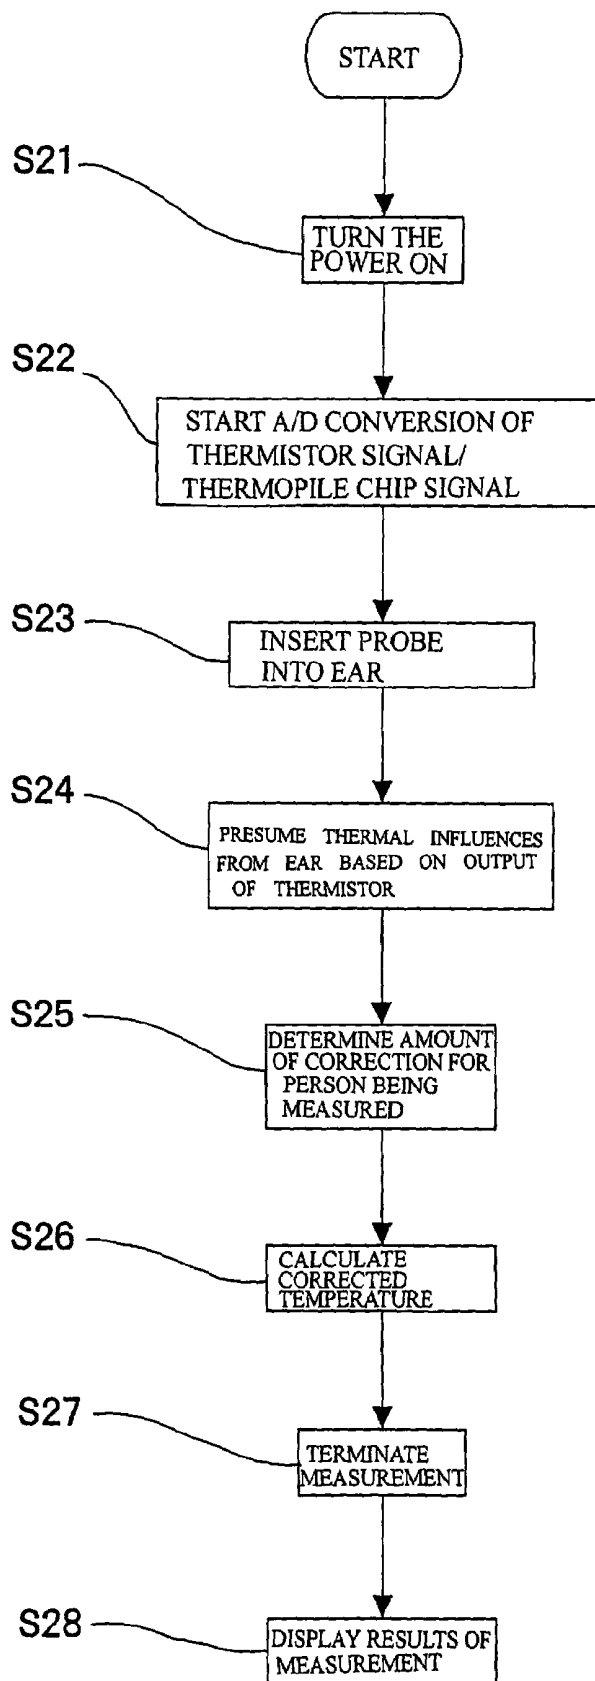 START
S21
TURN THE
POWER ON
S22
START A/D CONVERSION OF
THERMISTOR SIGNAL/
THERMOPILE CHIP SIGNAL
S23
INSERT PROBE
INTO EAR
S24
PRESUME THERMAL INFLUENCES
FROM EAR BASED ON OUTPUT
OF THERMISTOR
S25
DETERMINE AMOUNT
OF CORRECTION FOR
PERSON BEING
MEASURED
S26
CALCULATE
CORRECTED
TEMPERATURE
S27
TERMINATE
MEASUREMENT
S28
DISPLAY RESULTS OF
MEASUREMENT